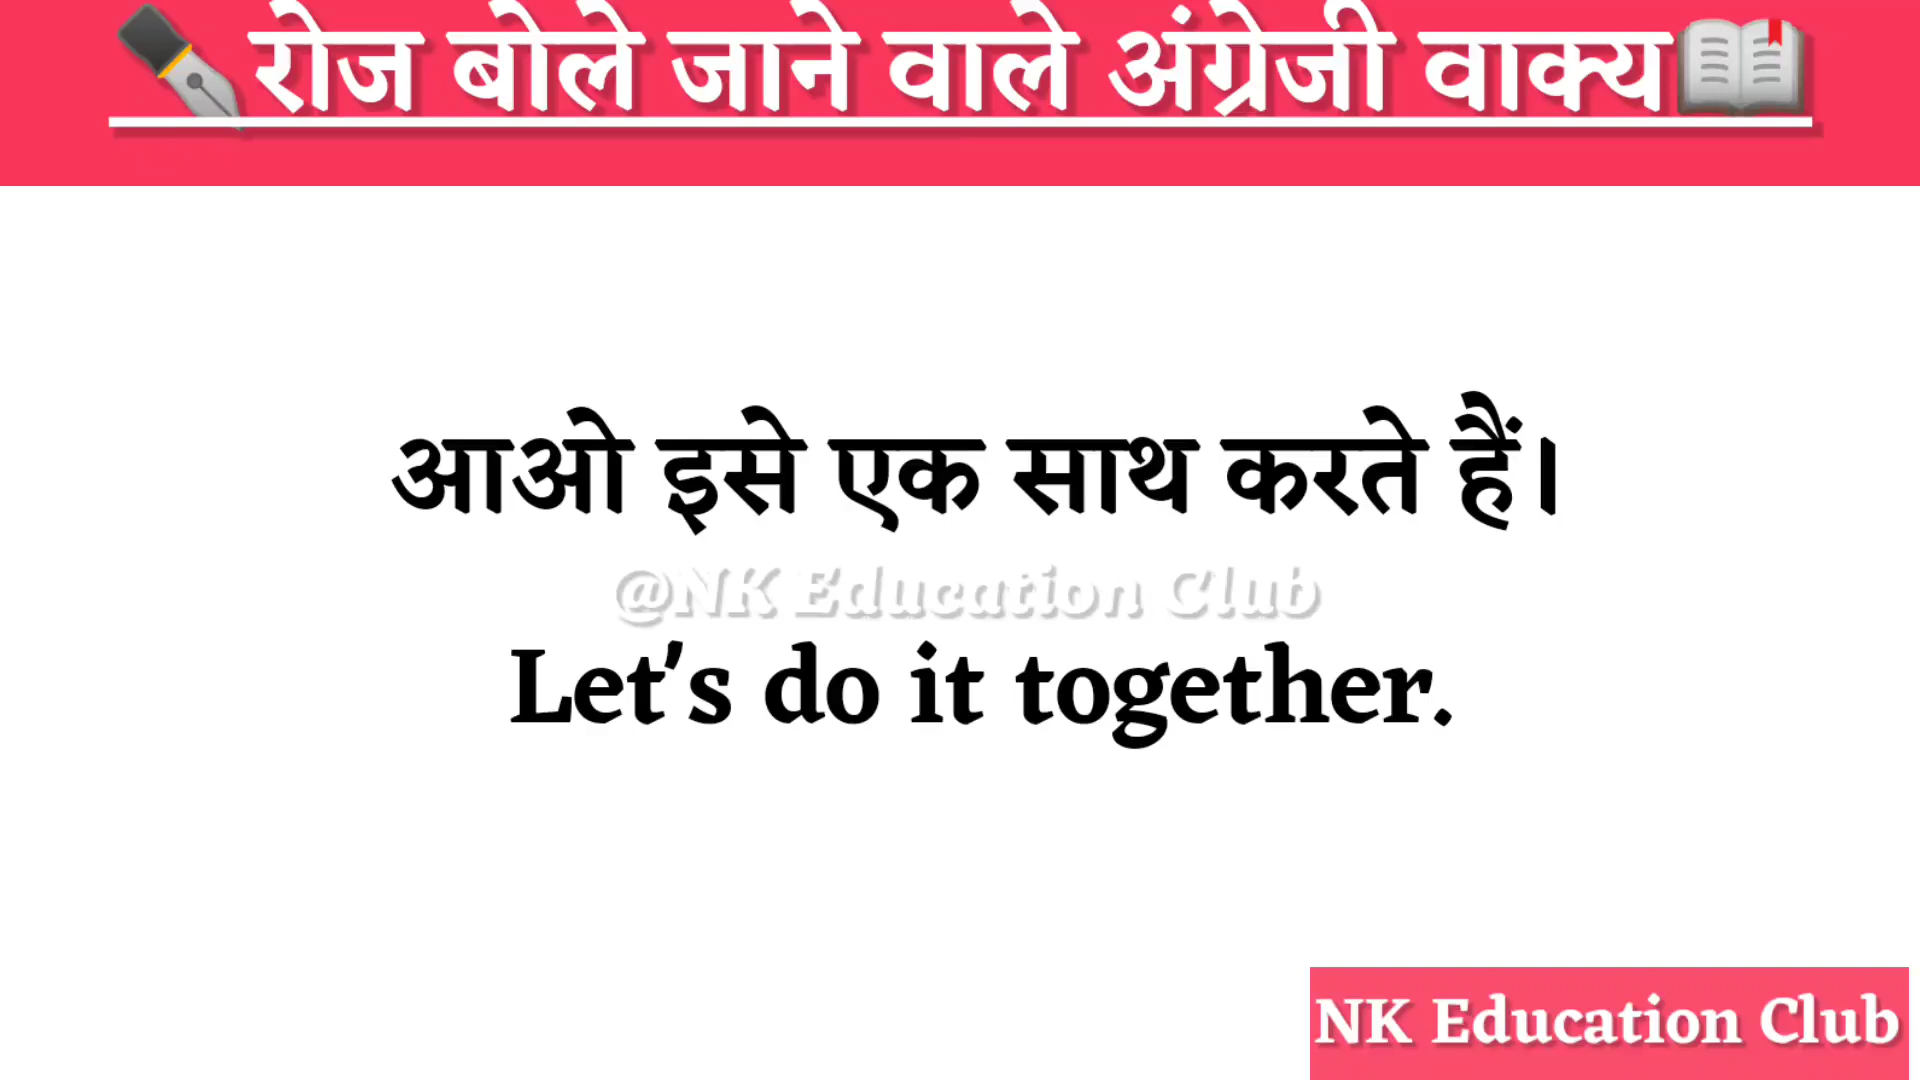 रोज बोले जाने वाले अंग्रेजी वाक्य
आओ इसे एक साथ करते हैं।
@NK Education Club
Let's do it together.
NK Education Club